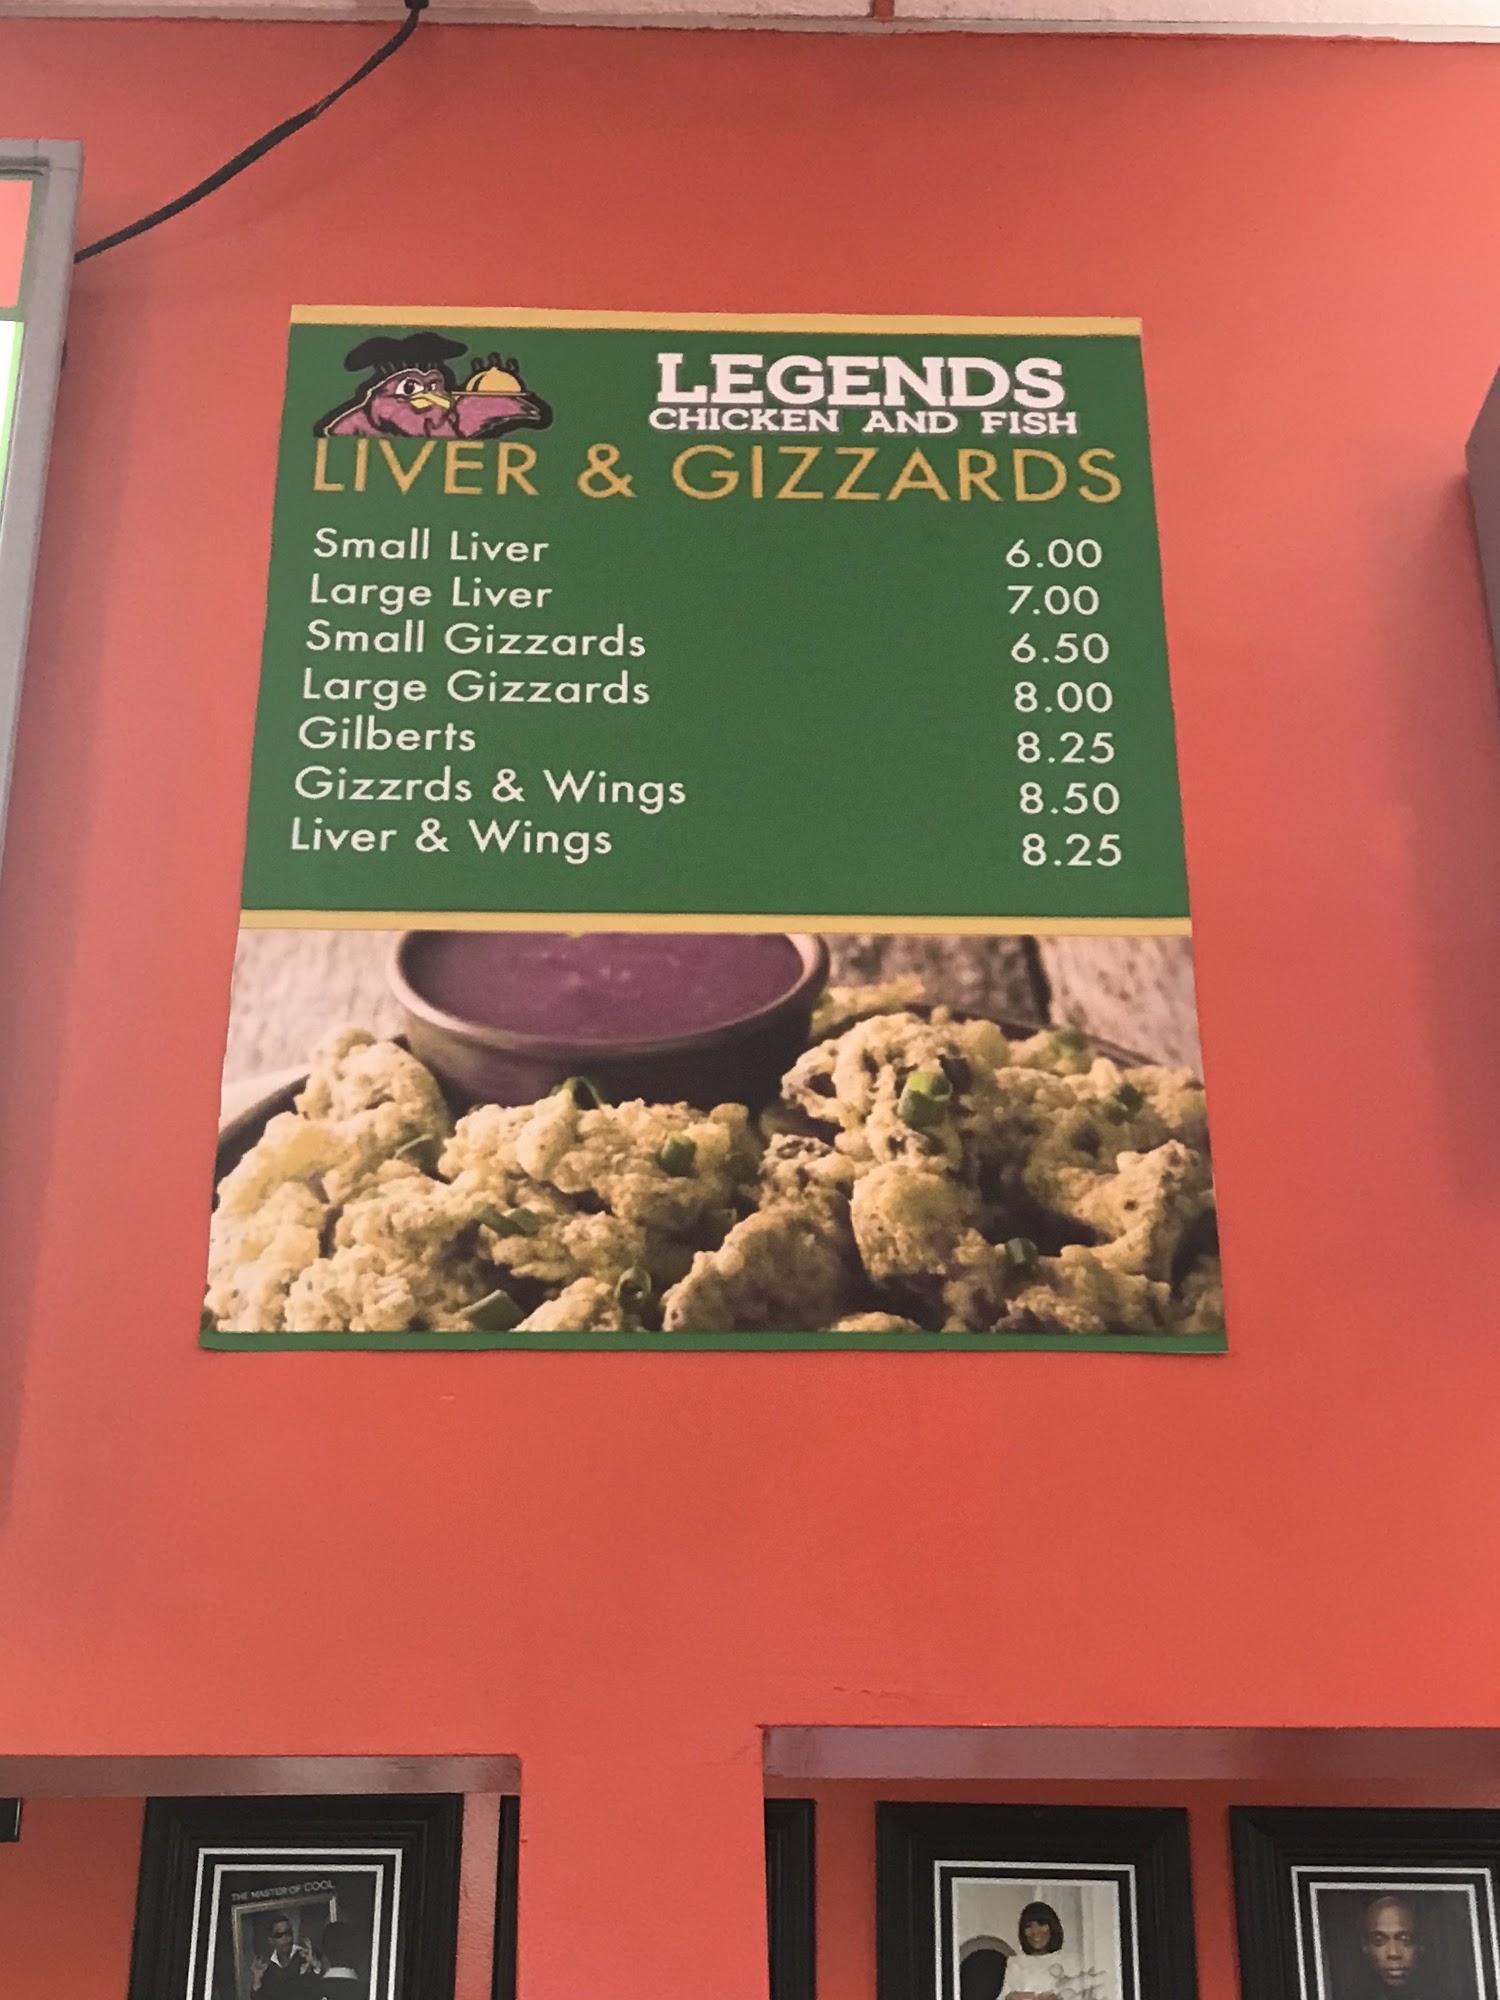 LEGENDS
CHICKEN AND FISH
LIVER & GIZZARDS
Small Liver 6.00
Large Liver 7.00
Small Gizzards 6.50
Large Gizzards 8.00
Gilberts 8.25
Gizzrds & Wings 8.50
Liver & Wings 8.25
THE MASTER OF COOL